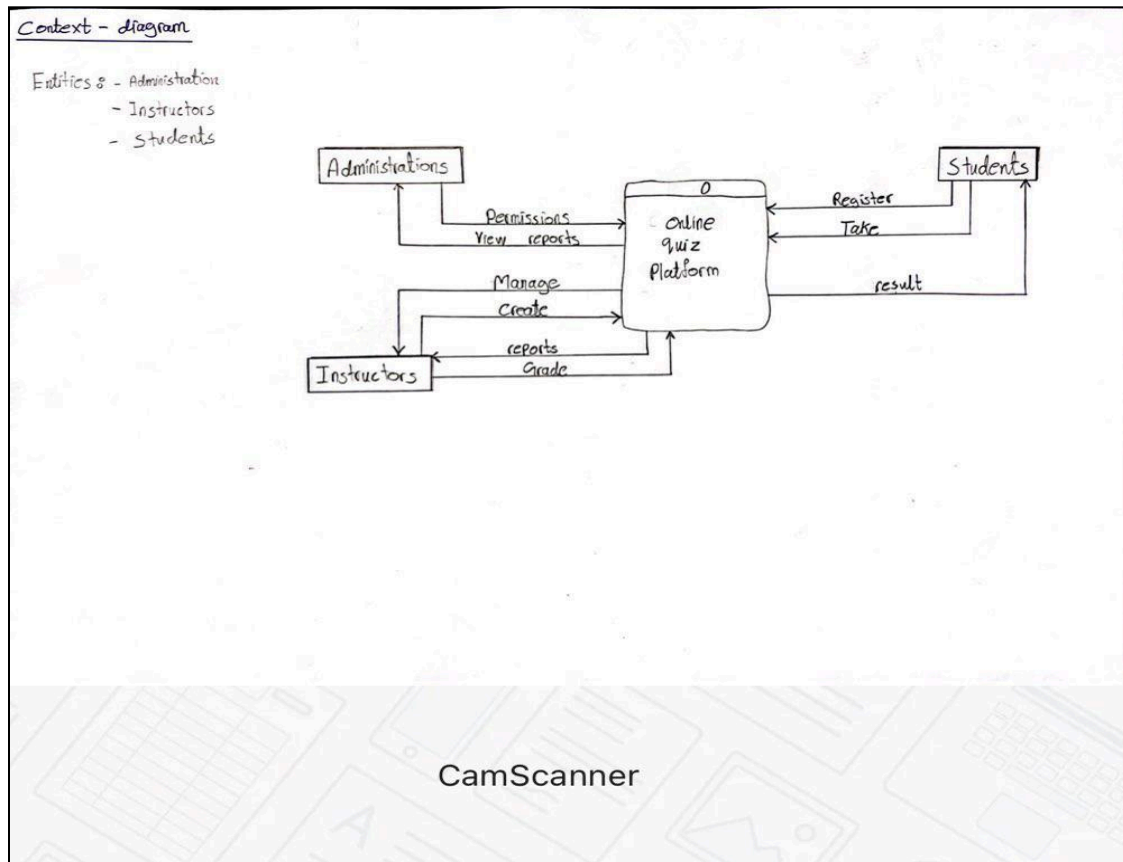 Context - diagram
Entities : - Administration
- Instructors
- Students
Administrations
Students
0
Online
quiz
Platform
Permissions
View reports
Register
Take
result
Manage
Create
reports
Grade
Instructors
CamScanner